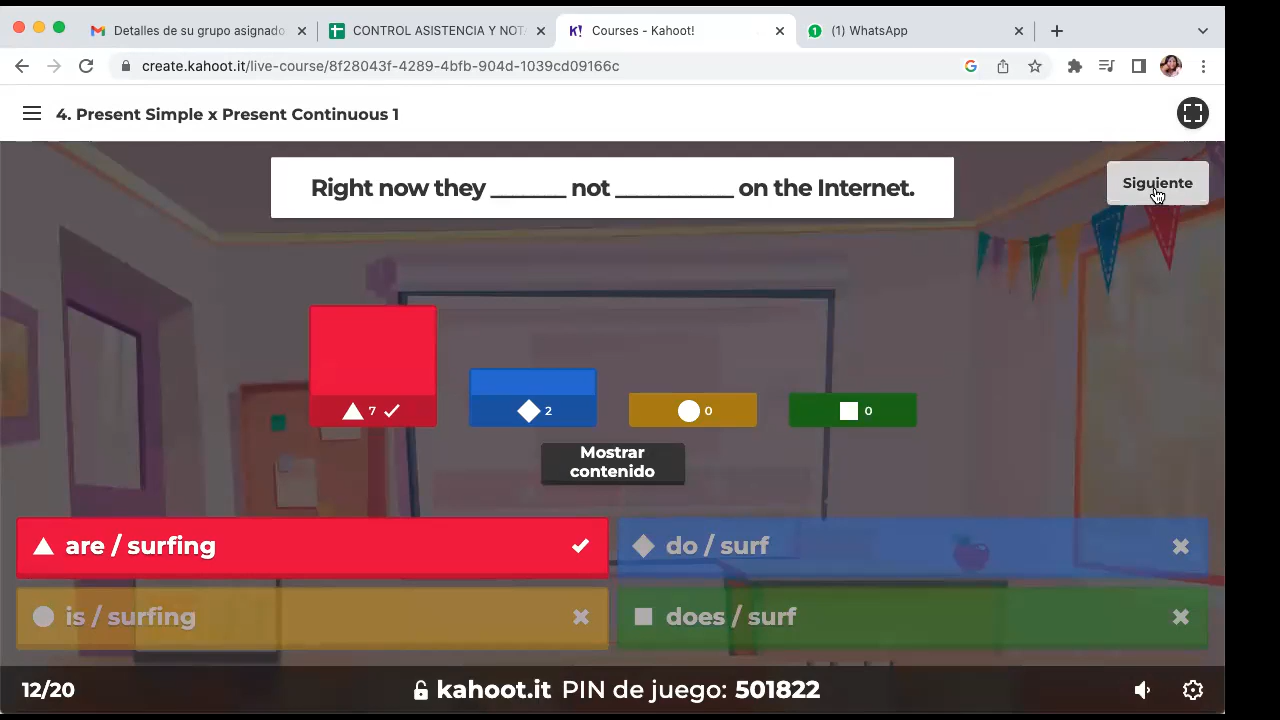 Detalles de su grupo asignado
CONTROL ASISTENCIA Y NOT
K! Courses - Kahoot!
1 (1) WhatsApp
create.kahoot.it/live-course/8f28043f-4289-4bfb-904d-1039cd09166c
4. Present Simple x Present Continuous 1
Right now they _______ not ___________ on the Internet.
Siguiente
7 2 0 0
Mostrar
contenido
are / surfing
do / surf
is / surfing
does / surf
12/20
kahoot.it PIN de juego: 501822